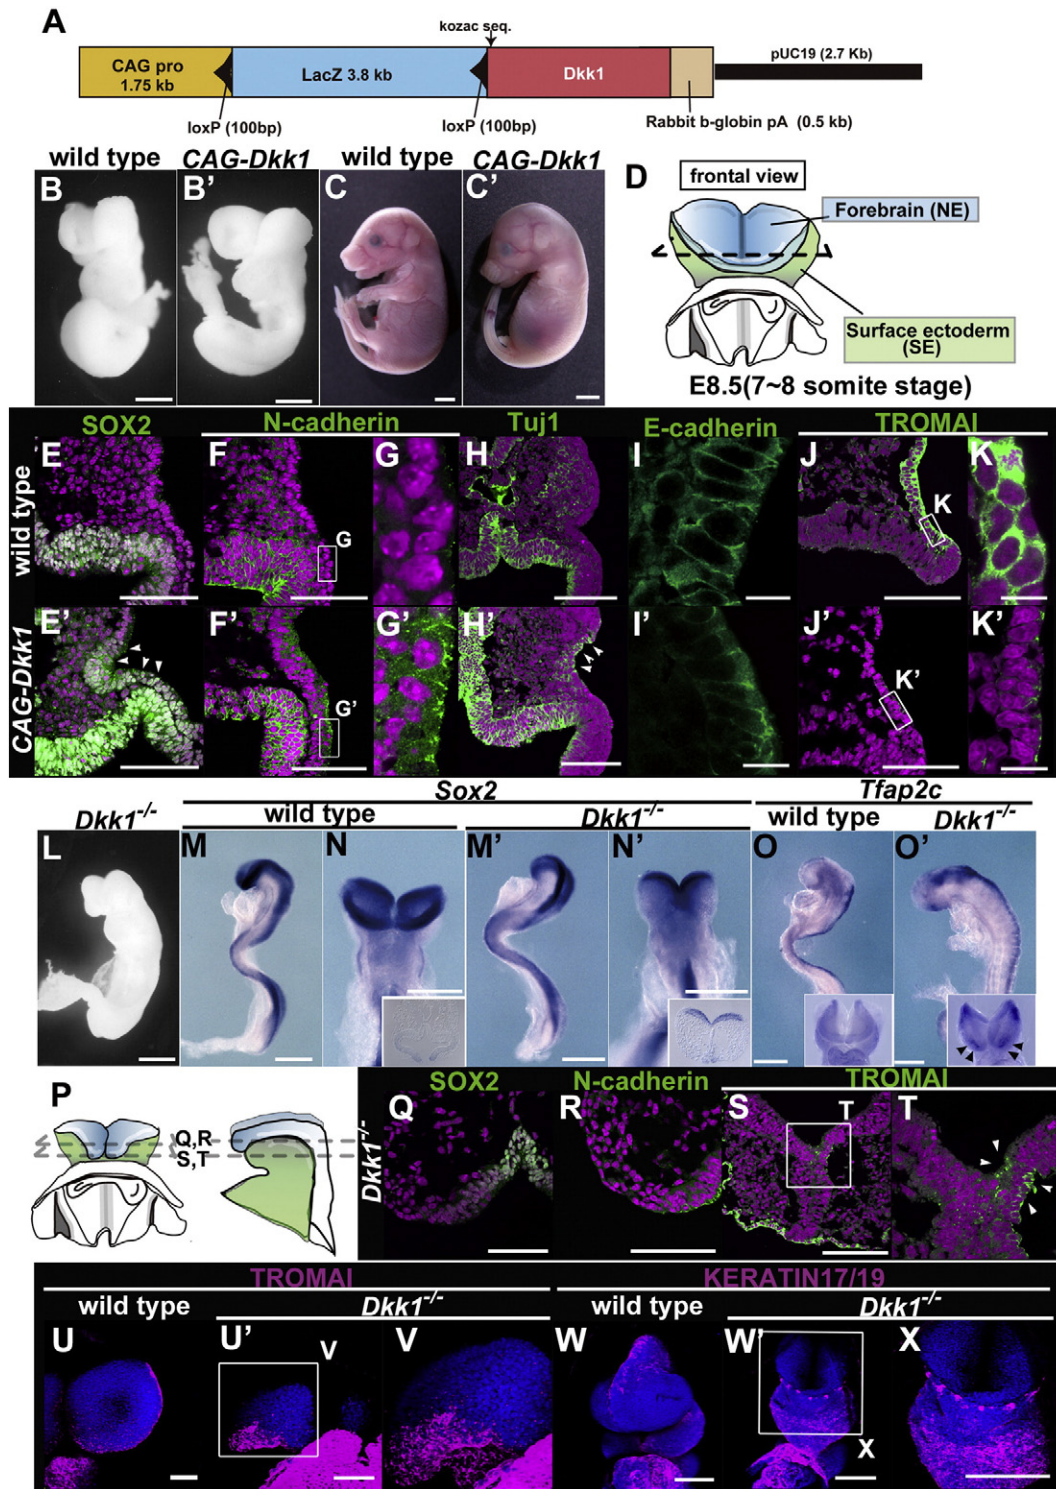 A
kozac seq.
pUC19 (2.7 Kb)
CAG pro
1.75 kb
LacZ 3.8 kb
Dkk1
loxP (100bp)
loxP (100bp)
Rabbit b-globin pA (0.5 kb)
wild type
CAG-Dkk1
wild type
CAG-Dkk1
B
B'
C
C'
D
frontal view
Forebrain (NE)
Surface ectoderm
(SE)
E8.5(7~8 somite stage)
SOX2
N-cadherin
Tuj1
E-cadherin
TROMAI
wild type
E
F
G
G
H
I
J
K
K
CAG-Dkk1
E'
F'
G'
G'
H'
I'
J'
K'
K'
Sox2
Tfap2c
Dkk1-/-
wild type
Dkk1-/-
wild type
Dkk1-/-
L
M
N
M'
N'
O
O'
P
Q,R
S,T
SOX2
N-cadherin
TROMAI
Dkk1-/-
Q
R
S
T
T
TROMAI
KERATIN17/19
wild type
Dkk1-/-
wild type
Dkk1-/-
U
U'
V
V
W
W'
X
X